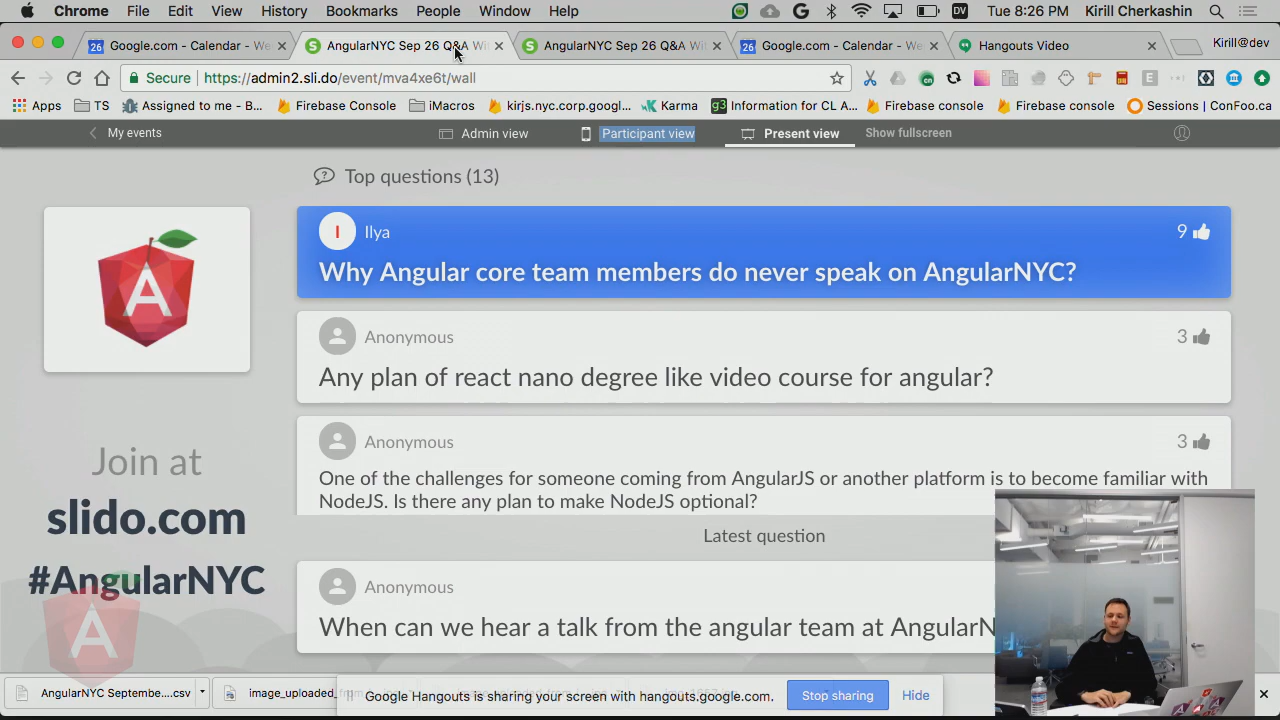 Chrome File Edit View History Bookmarks People Window Help DV Tue 8:26 PM Kirill Cherkashin
26 Google.com - Calendar - We
AngularNYC Sep 26 Q&A Wit
AngularNYC Sep 26 Q&A Wit
26 Google.com - Calendar - We
Hangouts Video
Kirill@dev
Secure https://admin2.sli.do/event/mva4xe6t/wall
Apps TS Assigned to me - B... Firebase Console iMacros kirjs.nyc.corp.googl... Karma g3 Information for CL A... Firebase console Firebase console Sessions | ConFoo.ca
My events Admin view Participant view Present view Show fullscreen
Top questions (13)
I Ilya 9
Why Angular core team members do never speak on AngularNYC?
Anonymous 3
Any plan of react nano degree like video course for angular?
Anonymous 3
One of the challenges for someone coming from AngularJS or another platform is to become familiar with
NodeJS. Is there any plan to make NodeJS optional?
Latest question
Anonymous
When can we hear a talk from the angular team at AngularN
A
Join at
slido.com
#AngularNYC
A
AngularNYC Septembe....csv
image_uploaded_
Google Hangouts is sharing your screen with hangouts.google.com.
Stop sharing
Hide